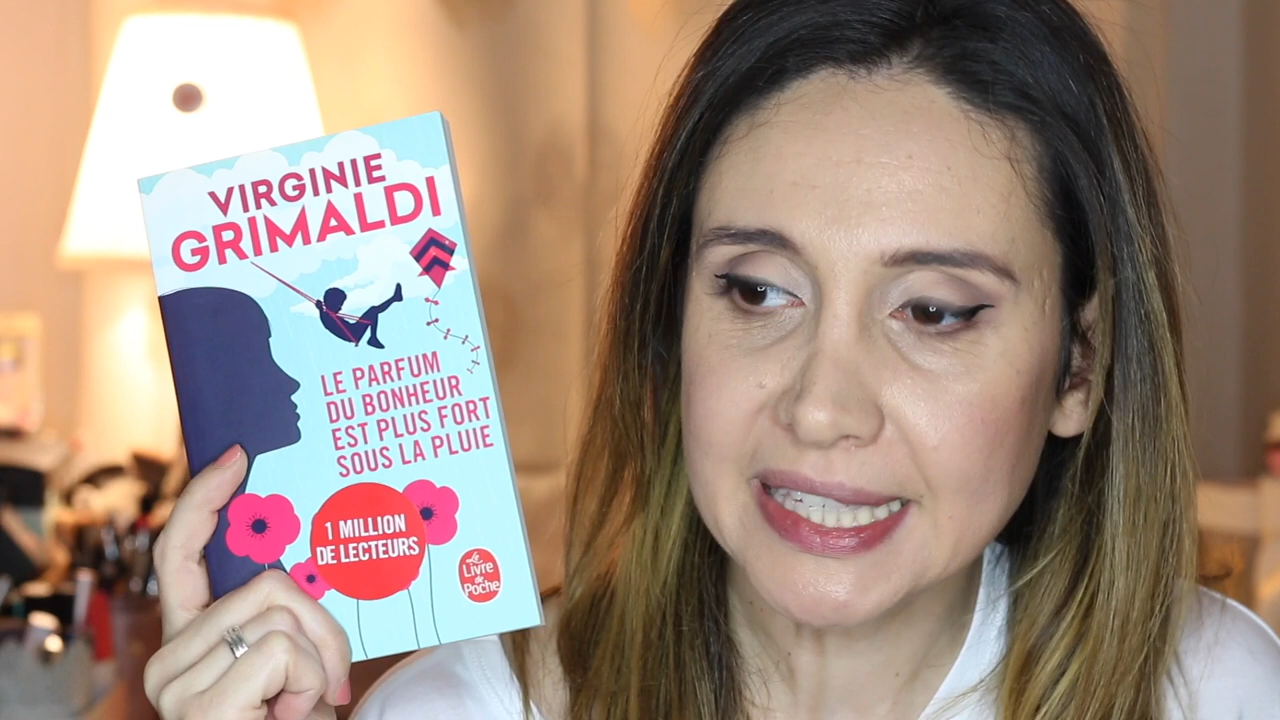 VIRGINIE
GRIMALDI
LE PARFUM
DU BONHEUR
EST PLUS FORT
SOUS LA PLUIE
1 MILLION
DE LECTEURS
Le
Livre
de
Poche